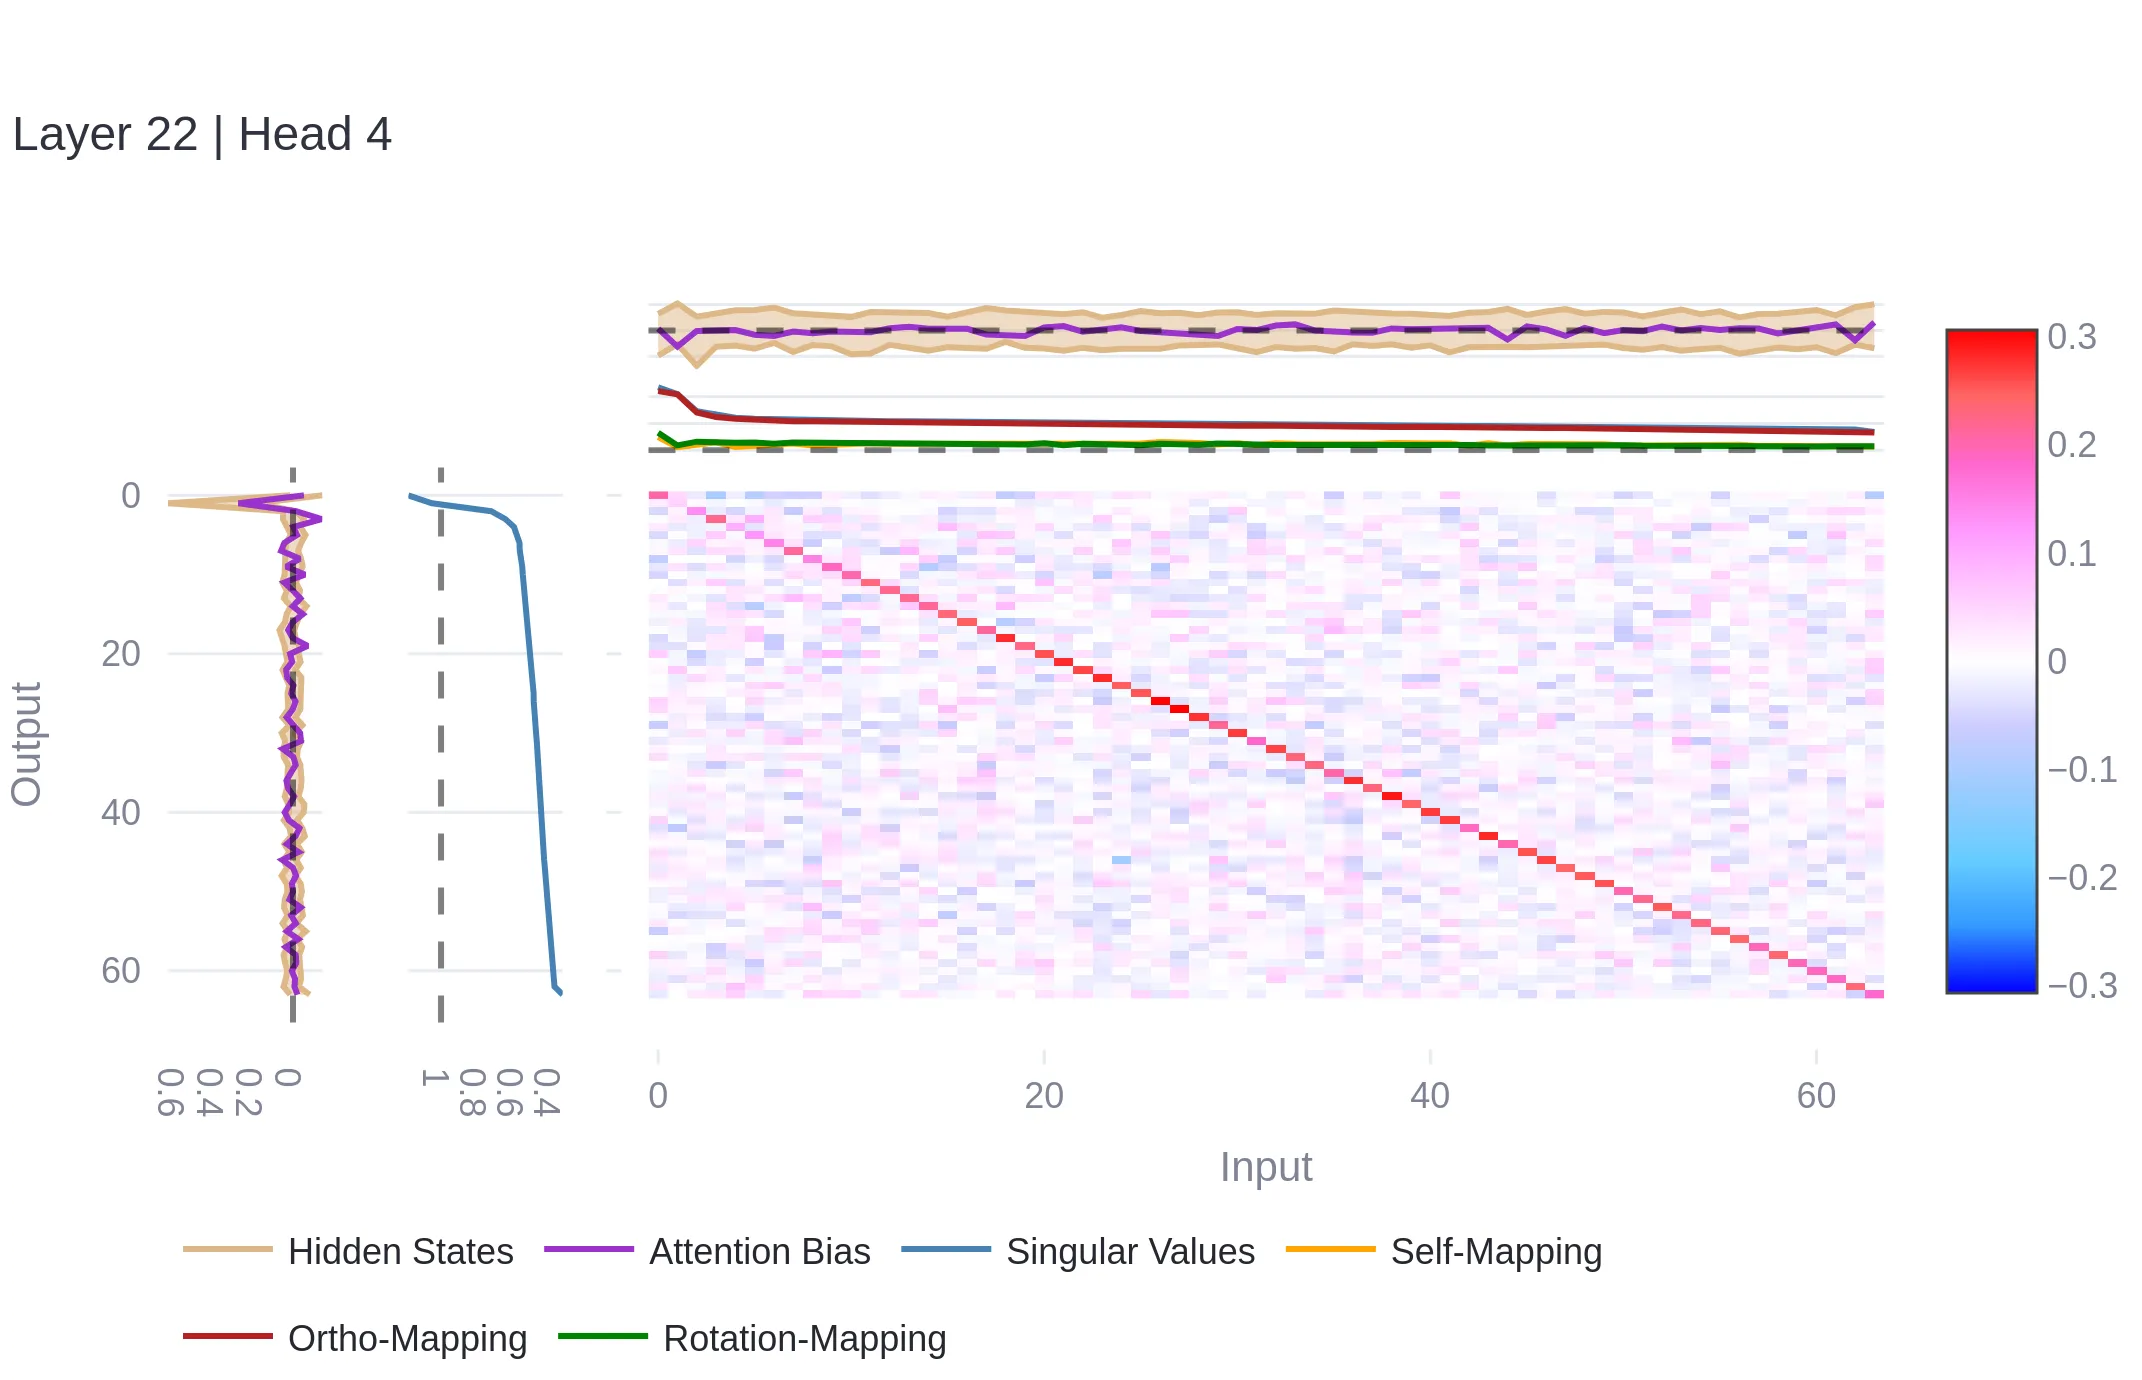 Layer 22 | Head 4
0.3
0.2
0.1
0
−0.1
−0.2
−0.3
0
20
40
60
Output
0.6
0.4
0.2
0
1
0.8
0.6
0.4
0
20
40
60
Input
Hidden States
Attention Bias
Singular Values
Self-Mapping
Ortho-Mapping
Rotation-Mapping